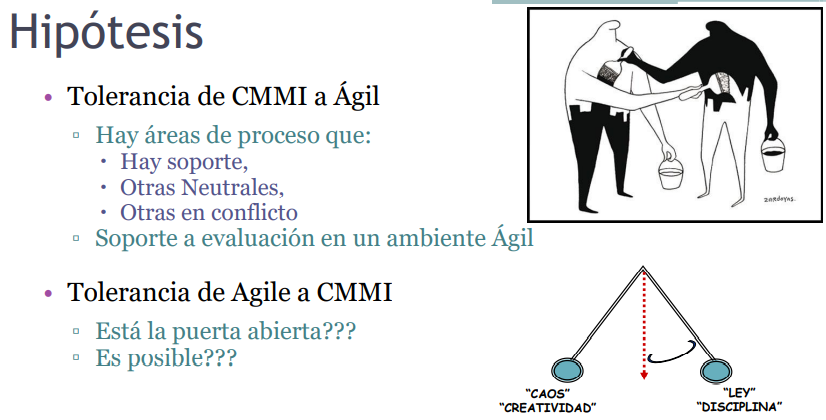 Hipótesis
• Tolerancia de CMMI a Ágil
▫ Hay áreas de proceso que:
• Hay soporte,
• Otras Neutrales,
• Otras en conflicto
▫ Soporte a evaluación en un ambiente Ágil
• Tolerancia de Agile a CMMI
▫ Está la puerta abierta???
▫ Es posible???
zardoyas.
“CAOS”
“CREATIVIDAD”
“LEY”
“DISCIPLINA”